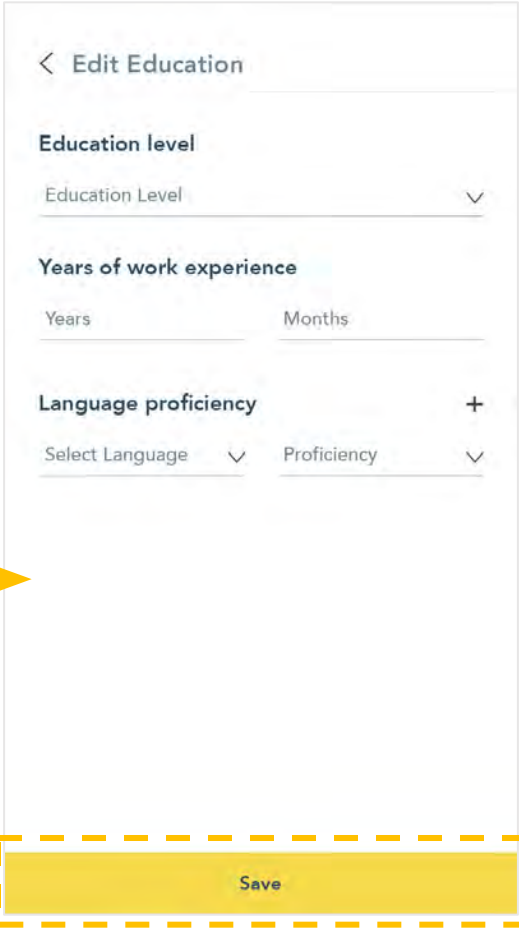 Edit Education
Education level
Education Level
Years of work experience
Years Months
Language proficiency +
Select Language Proficiency
Save